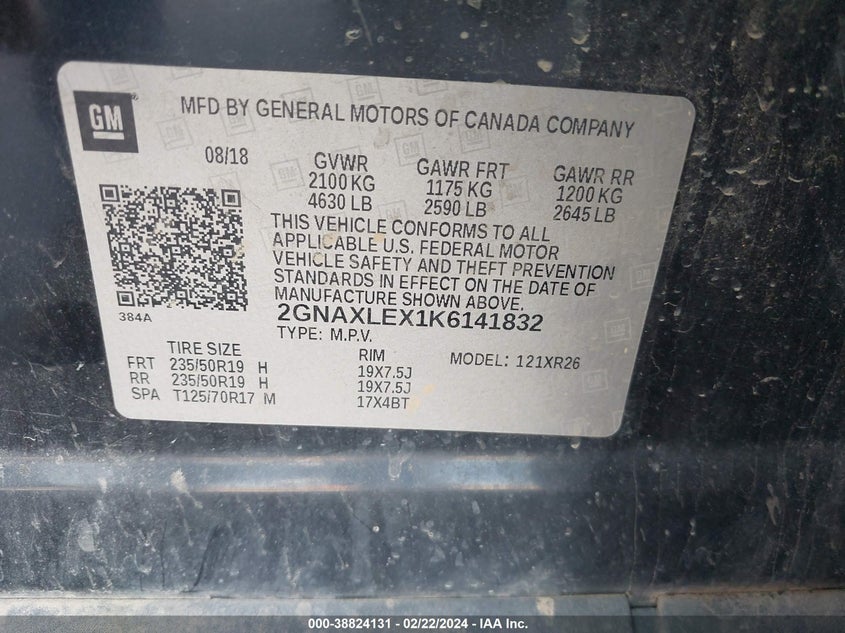 GM
MFD BY GENERAL MOTORS OF CANADA COMPANY
08/18 GVWR GAWR FRT GAWR RR
2100 KG 1175 KG 1200 KG
4630 LB 2590 LB 2645 LB
THIS VEHICLE CONFORMS TO ALL
APPLICABLE U.S. FEDERAL MOTOR
VEHICLE SAFETY AND THEFT PREVENTION
STANDARDS IN EFFECT ON THE DATE OF
MANUFACTURE SHOWN ABOVE.
384A
2GNAXLEX1K6141832
TYPE: M.P.V.
TIRE SIZE RIM MODEL: 121XR26
FRT 235/50R19 H 19X7.5J
RR 235/50R19 H 19X7.5J
SPA T125/70R17 M 17X4BT
000-38824131 - 02/22/2024 - IAA Inc.